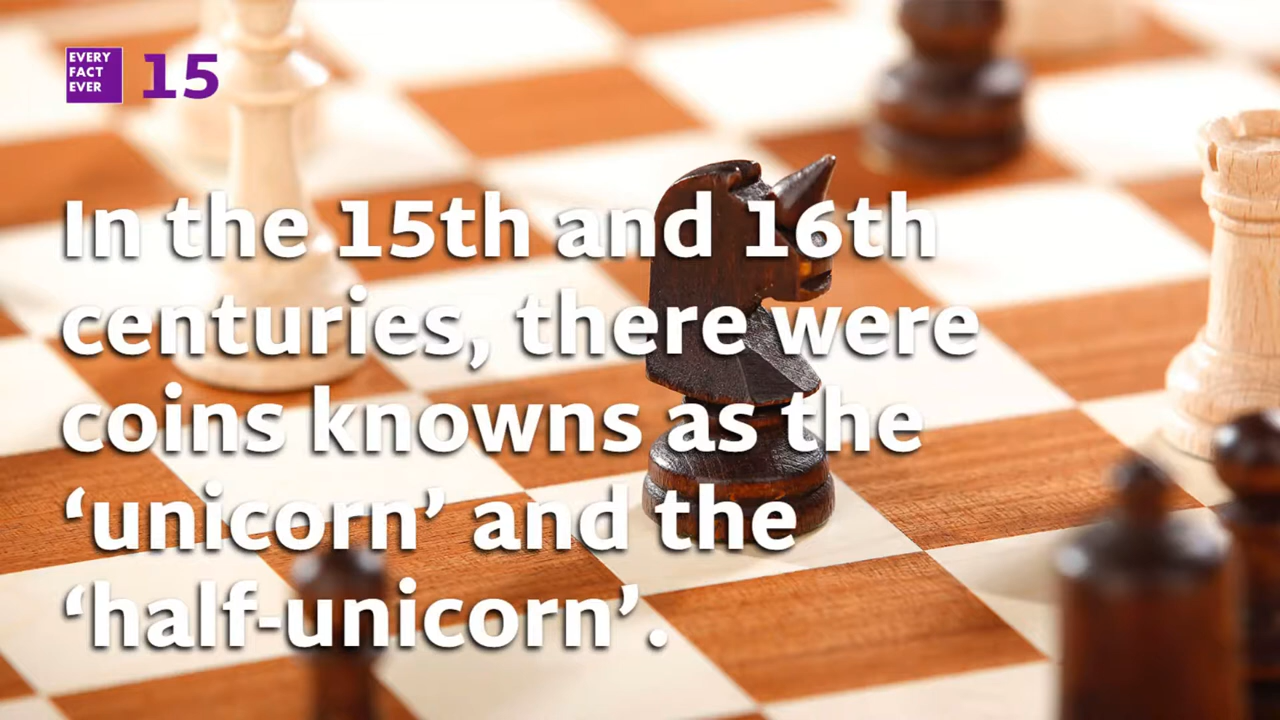 EVERY
FACT
EVER
15
In the 15th and 16th
centuries, there were
coins knowns as the
‘unicorn’ and the
‘half-unicorn’.